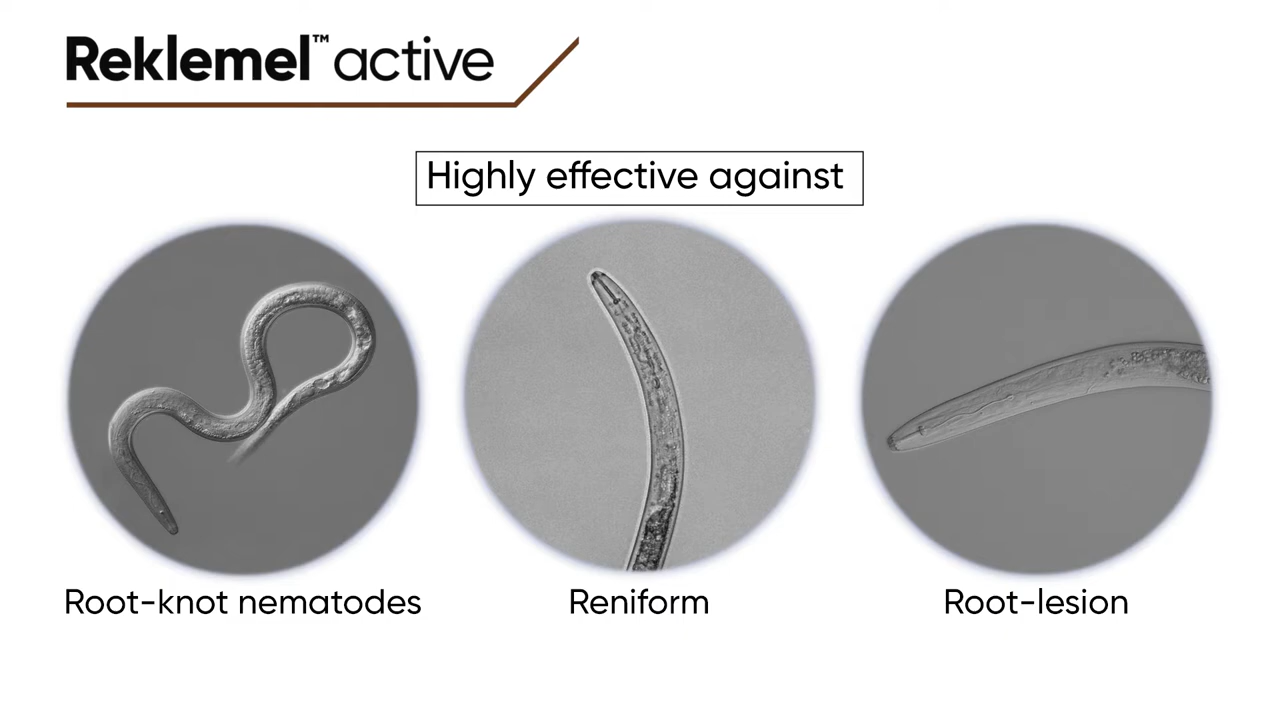 Reklemel™ active
Highly effective against
Root-knot nematodes
Reniform
Root-lesion